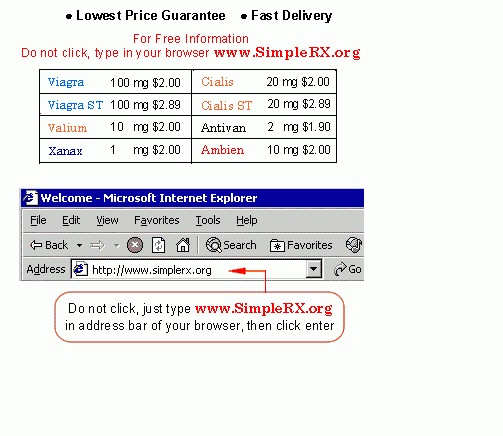 ● Lowest Price Guarantee ● Fast Delivery
For Free Information
Do not click, type in your browser www.SimpleRX.org
Viagra 100 mg $2.00 Cialis 20 mg $2.00
Viagra ST 100 mg $2.89 Cialis ST 20 mg $2.89
Valium 10 mg $2.00 Antivan 2 mg $1.90
Xanax 1 mg $2.00 Ambien 10 mg $2.00
Welcome - Microsoft Internet Explorer
File Edit View Favorites Tools Help
Back Search Favorites
Address http://www.simplerx.org Go
Do not click, just type www.SimpleRX.org
in address bar of your browser, then click enter